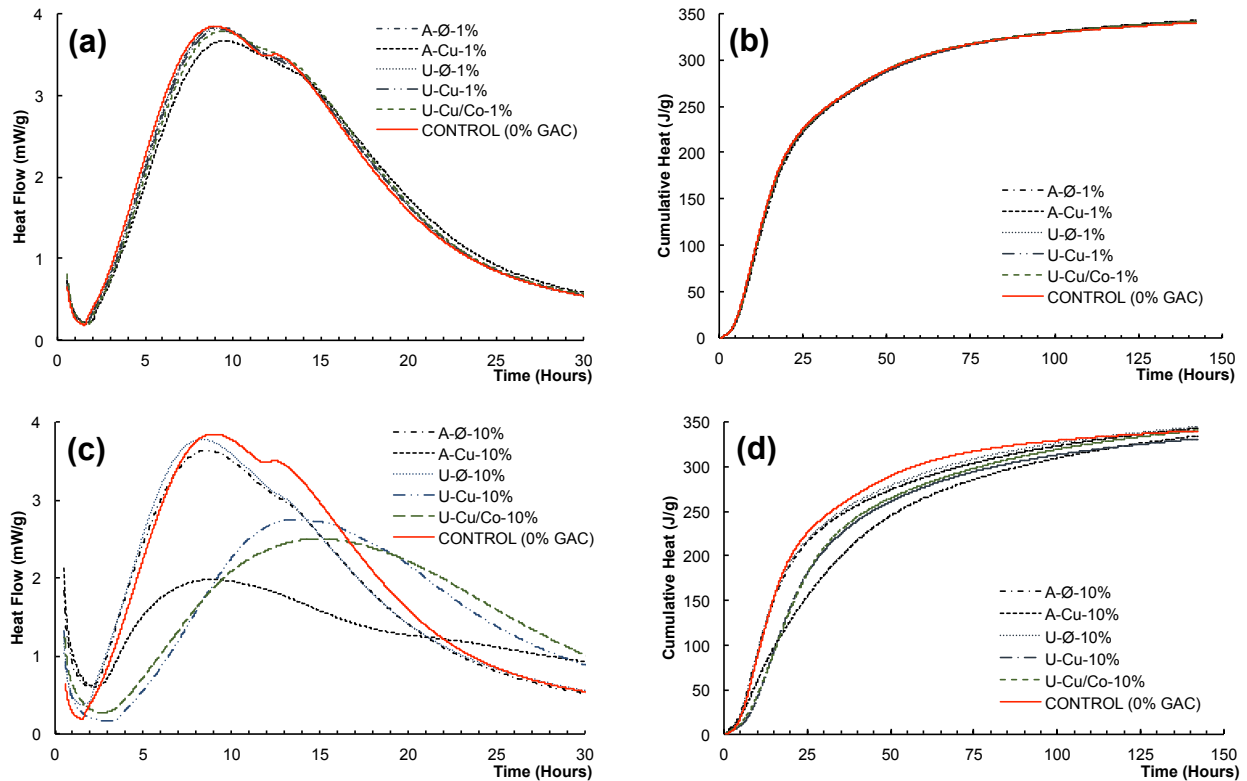 (a)
Heat Flow (mW/g)
4
3
2
1
0
0 5 10 15 20 25 30
Time (Hours)
A-Ø-1%
A-Cu-1%
U-Ø-1%
U-Cu-1%
U-Cu/Co-1%
CONTROL (0% GAC)
(b)
Cumulative Heat (J/g)
350
300
250
200
150
100
50
0
0 25 50 75 100 125 150
Time (Hours)
A-Ø-1%
A-Cu-1%
U-Ø-1%
U-Cu-1%
U-Cu/Co-1%
CONTROL (0% GAC)
(c)
Heat Flow (mW/g)
4
3
2
1
0
0 5 10 15 20 25 30
Time (Hours)
A-Ø-10%
A-Cu-10%
U-Ø-10%
U-Cu-10%
U-Cu/Co-10%
CONTROL (0% GAC)
(d)
Cumulative Heat (J/g)
350
300
250
200
150
100
50
0
0 25 50 75 100 125 150
Time (Hours)
A-Ø-10%
A-Cu-10%
U-Ø-10%
U-Cu-10%
U-Cu/Co-10%
CONTROL (0% GAC)